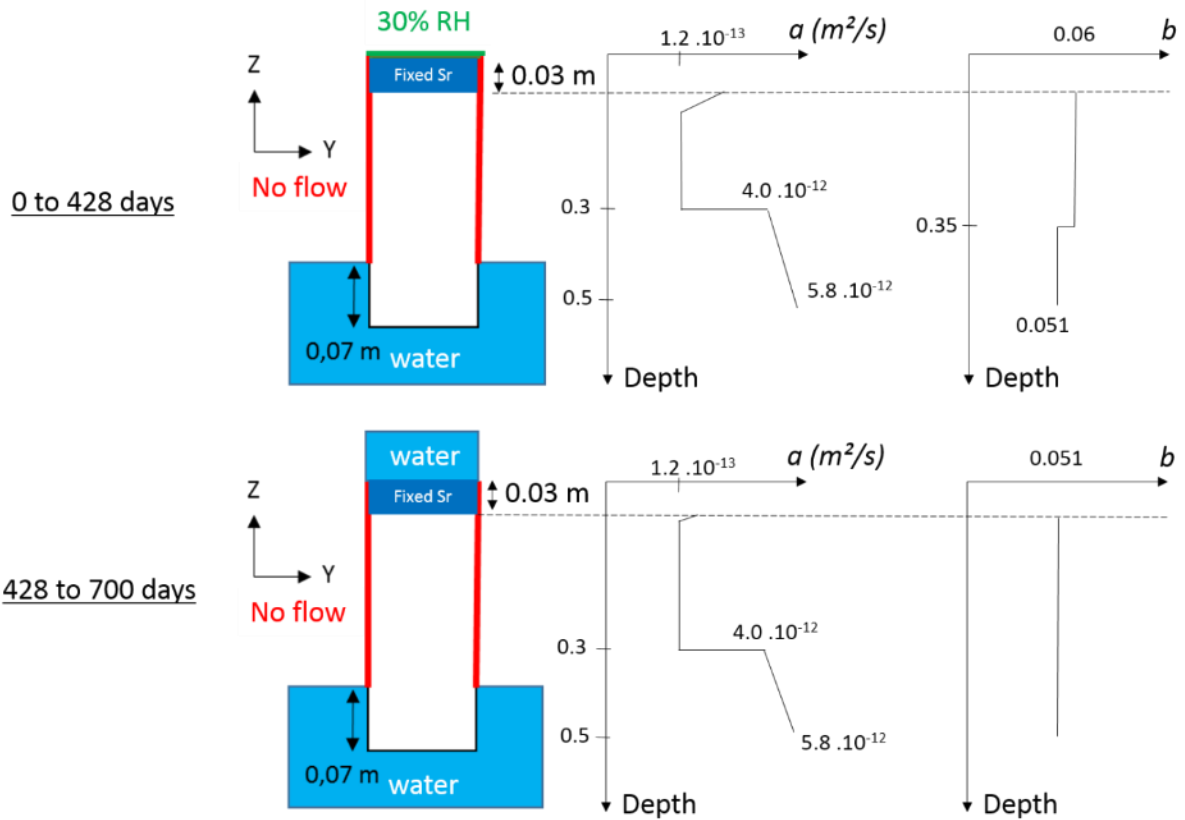 30% RH
Z
Fixed Sr
0.03 m
Y
No flow
0 to 428 days
0,07 m
water
1.2 .10⁻¹³
a (m²/s)
0.3
4.0 .10⁻¹²
0.5
5.8 .10⁻¹²
Depth
0.06
b
0.35
0.051
Depth
water
Z
Fixed Sr
0.03 m
Y
No flow
428 to 700 days
0,07 m
water
1.2 .10⁻¹³
a (m²/s)
0.3
4.0 .10⁻¹²
0.5
5.8 .10⁻¹²
Depth
0.051
b
Depth